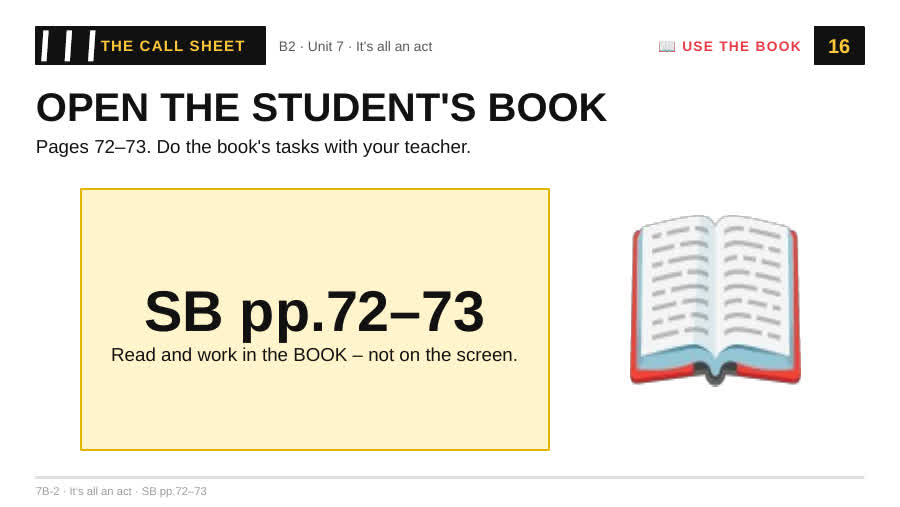 THE CALL SHEET
B2 · Unit 7 · It's all an act
📖 USE THE BOOK
16
OPEN THE STUDENT'S BOOK
Pages 72–73. Do the book's tasks with your teacher.
SB pp.72–73
Read and work in the BOOK – not on the screen.
7B-2 · It's all an act · SB pp.72–73